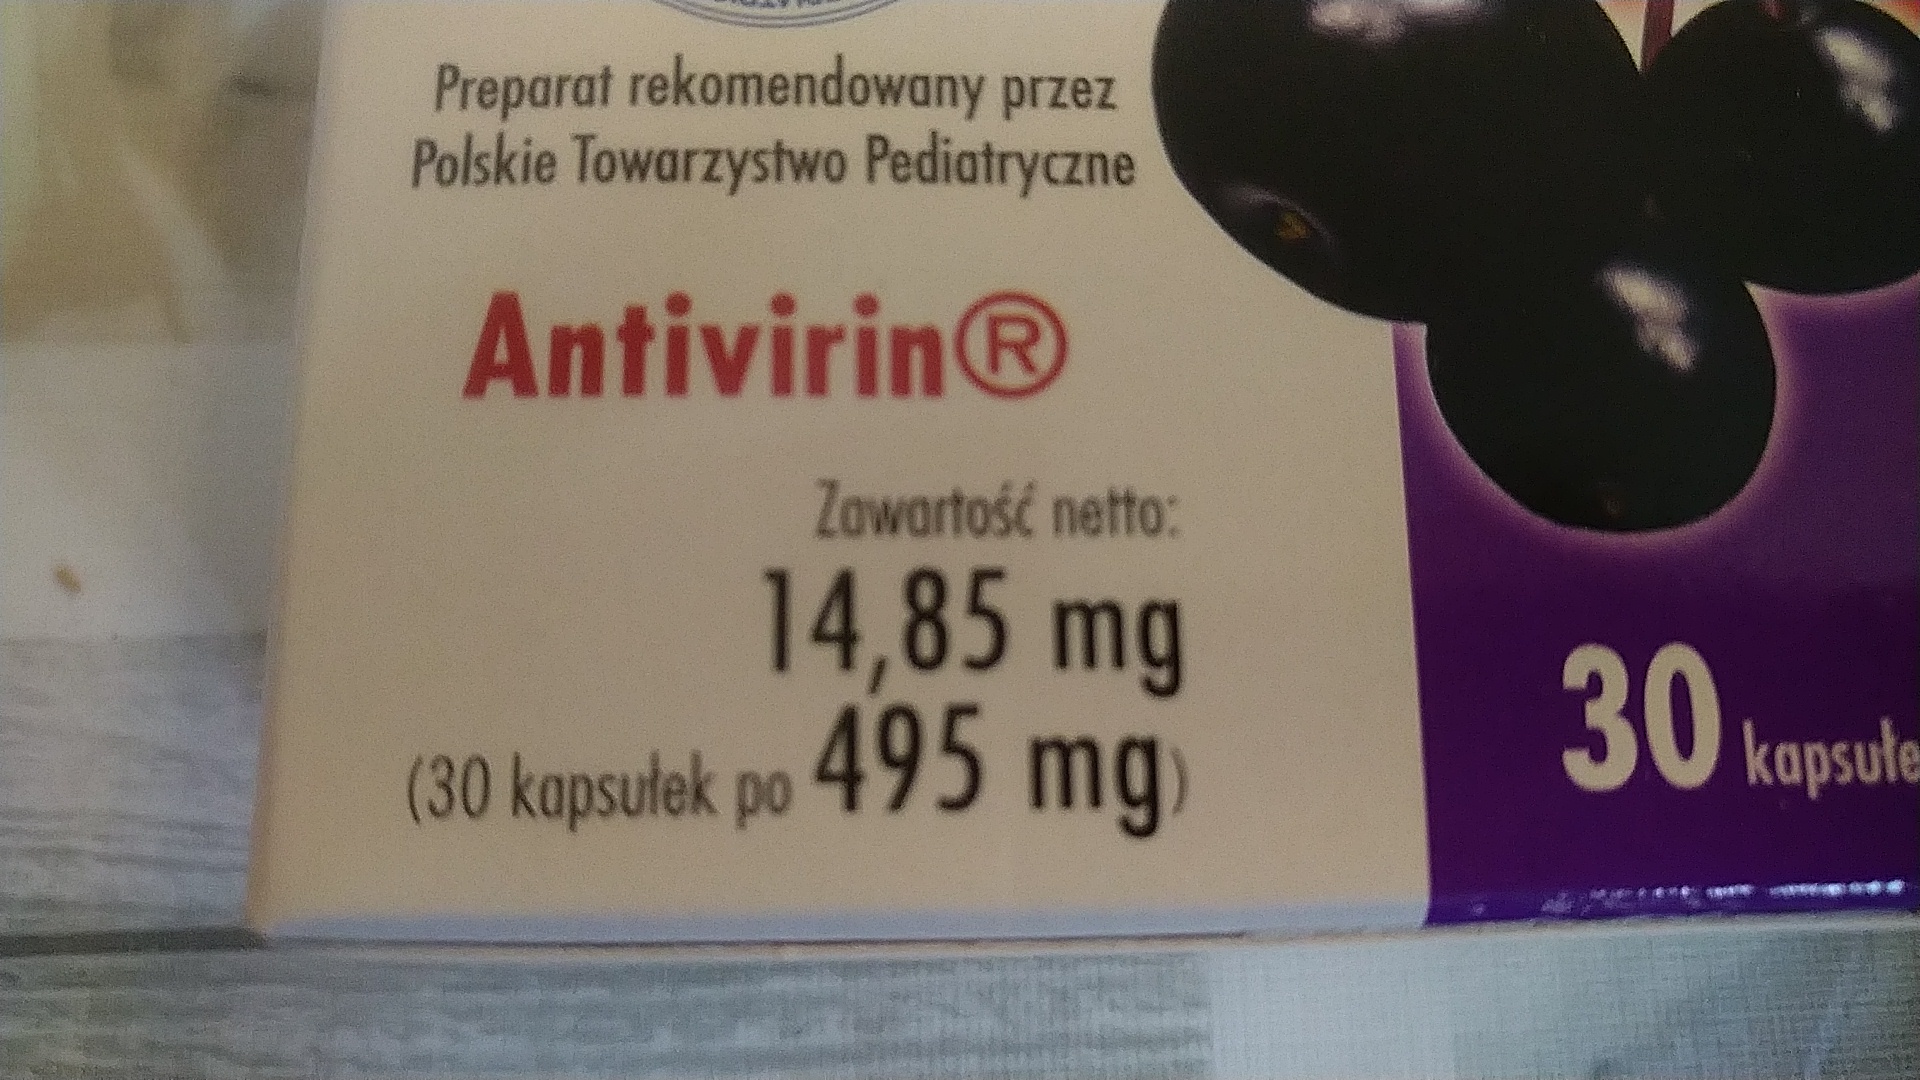 Preparat rekomendowany przez
Polskie Towarzystwo Pediatryczne
Antivirin®
Zawartość netto:
14,85 mg
(30 kapsułek po 495 mg)
30